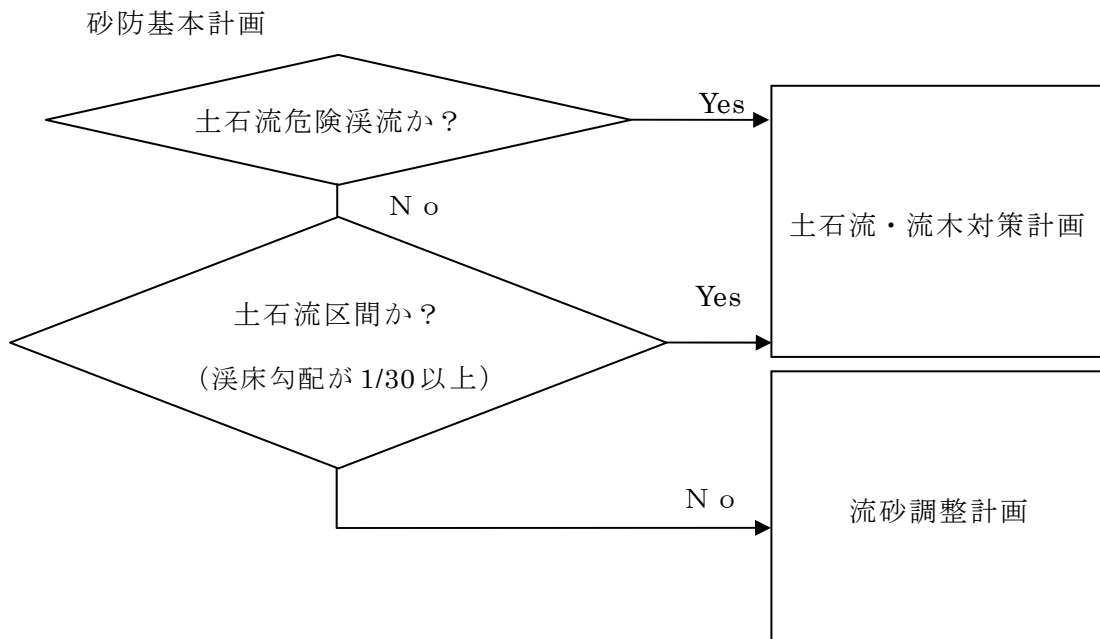 砂防基本計画
土石流危険渓流か？
Yes
No
土石流・流木対策計画
土石流区間か？
（渓床勾配が1/30以上）
Yes
No
流砂調整計画